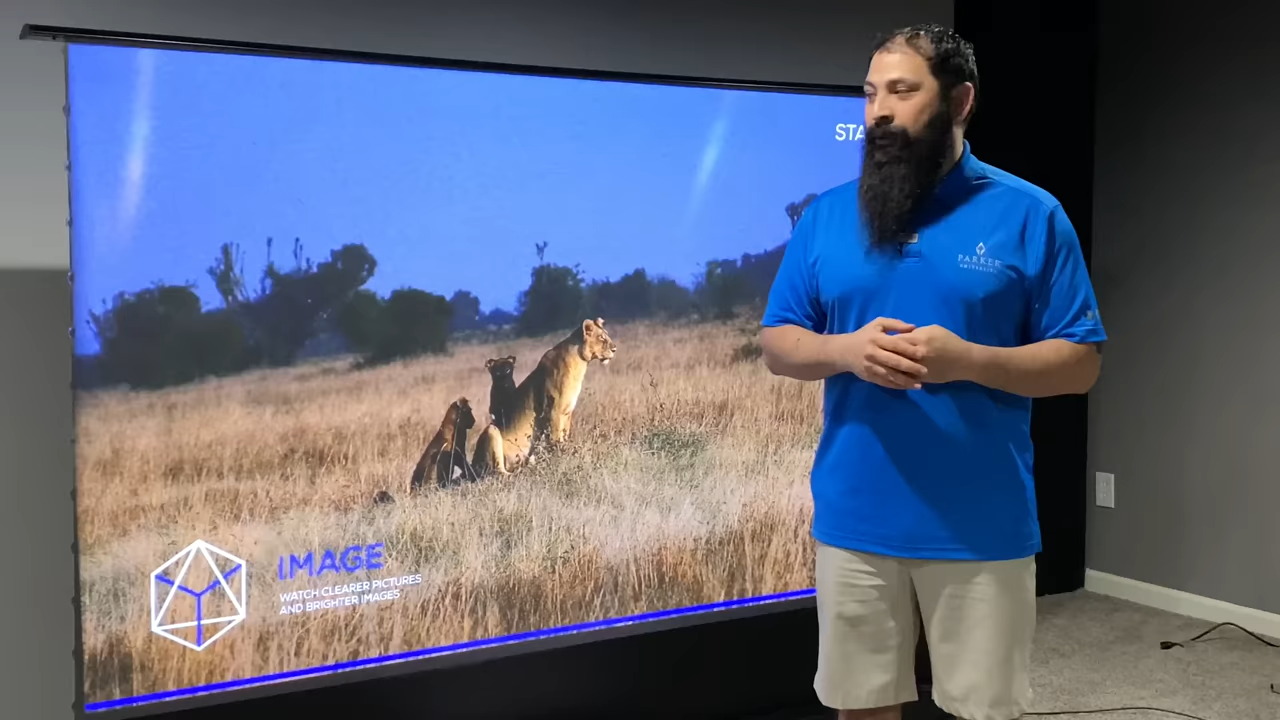 STA
IMAGE
WATCH CLEARER PICTURES
AND BRIGHTER IMAGES
PARKER
UNIVERSITY